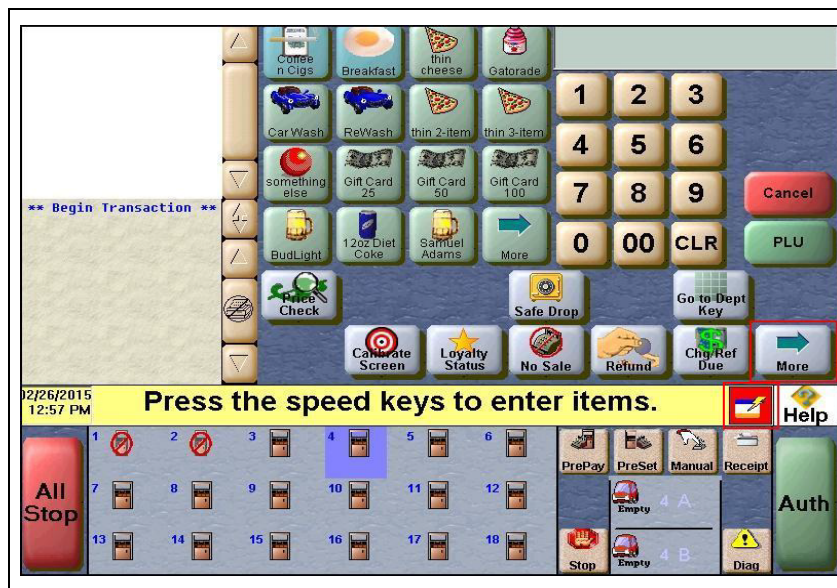 Coffee n Cigs
Breakfast
thin cheese
Gatorade
Car Wash
ReWash
thin 2-item
thin 3-item
1 2 3
4 5 6
something else
Gift Card 25
Gift Card 50
Gift Card 100
7 8 9
Cancel
** Begin Transaction **
BudLight
12oz Diet Coke
Samuel Adams
More
0 00 CLR
PLU
Price Check
Safe Drop
Go to Dept Key
Calibrate Screen
Loyalty Status
No Sale
Refund
Chg/Ref Due
More
02/26/2015
12:57 PM
Press the speed keys to enter items.
Help
All Stop
1 2 3 4 5 6
PrePay
PreSet
Manual
Receipt
Auth
7 8 9 10 11 12
Empty 4 A
13 14 15 16 17 18
Stop
Empty 4 B
Diag